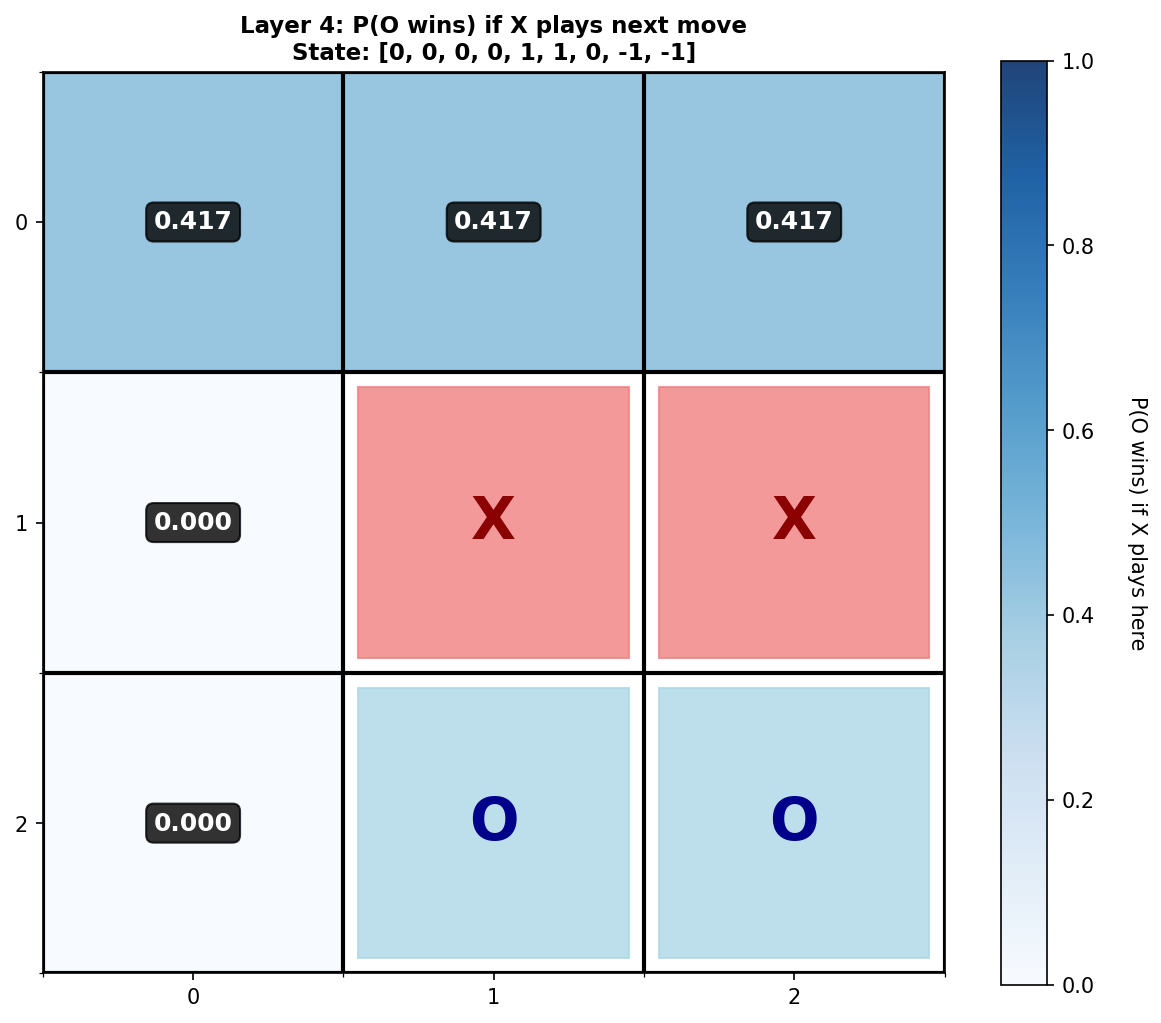 Layer 4: P(O wins) if X plays next move
State: [0, 0, 0, 0, 1, 1, 0, -1, -1]
0
0.417
0.417
0.417
1
0.000
X
X
2
0.000
O
O
0
1
2
1.0
0.8
0.6
0.4
0.2
0.0
P(O wins) if X plays here